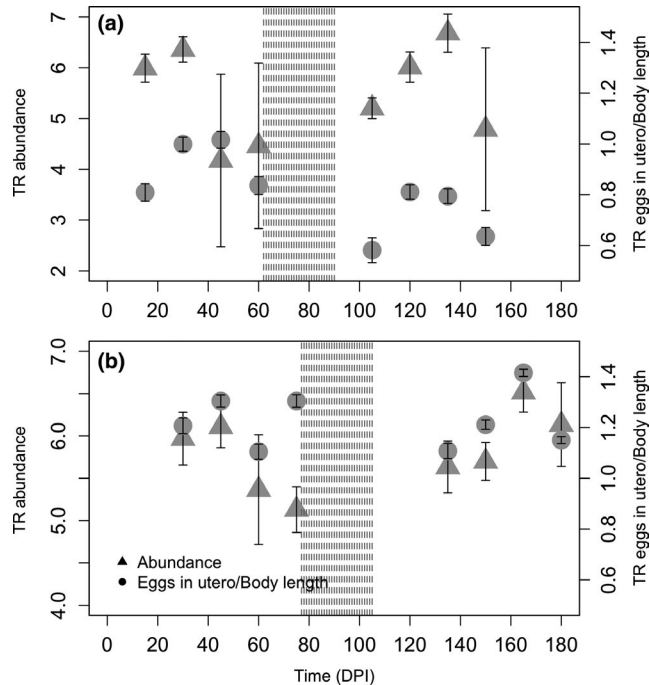 (a)
TR abundance
7
6
5
4
3
2
1.4
1.2
1.0
0.8
0.6
TR eggs in utero/Body length
0 20 40 60 80 100 120 140 160 180
(b)
TR abundance
7.0
6.0
5.0
4.0
1.4
1.2
1.0
0.8
0.6
TR eggs in utero/Body length
Abundance
Eggs in utero/Body length
0 20 40 60 80 100 120 140 160 180
Time (DPI)